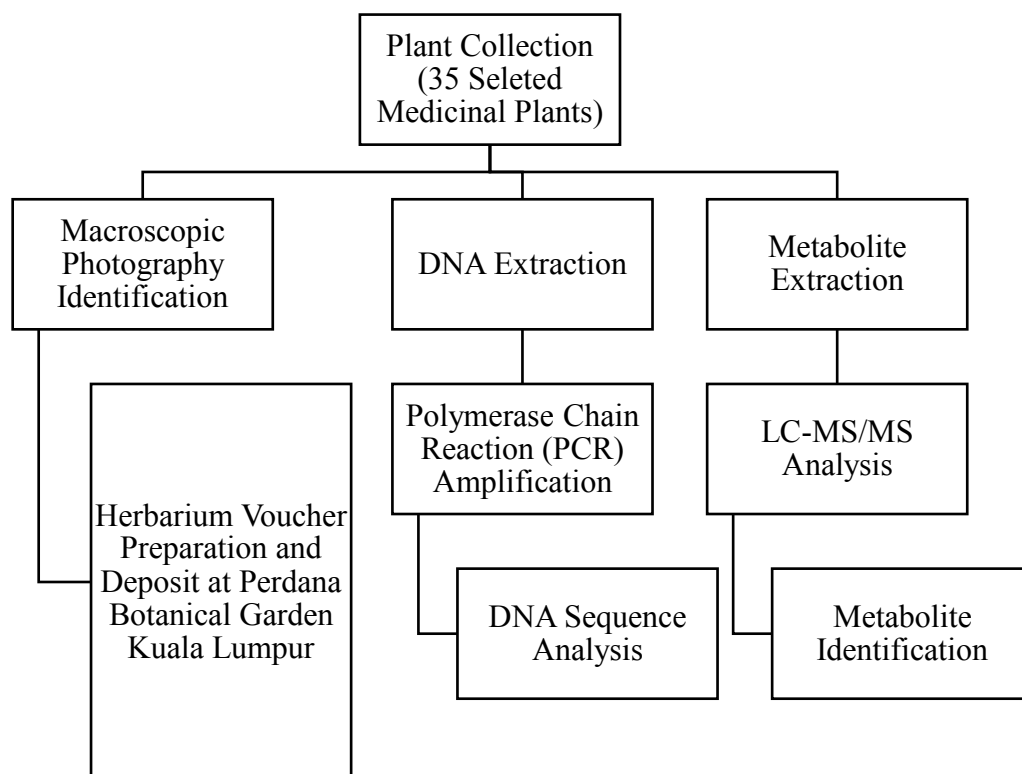 Plant Collection
(35 Seleted
Medicinal Plants)
Macroscopic
Photography
Identification
DNA Extraction
Metabolite
Extraction
Herbarium Voucher
Preparation and
Deposit at Perdana
Botanical Garden
Kuala Lumpur
Polymerase Chain
Reaction (PCR)
Amplification
LC-MS/MS
Analysis
DNA Sequence
Analysis
Metabolite
Identification